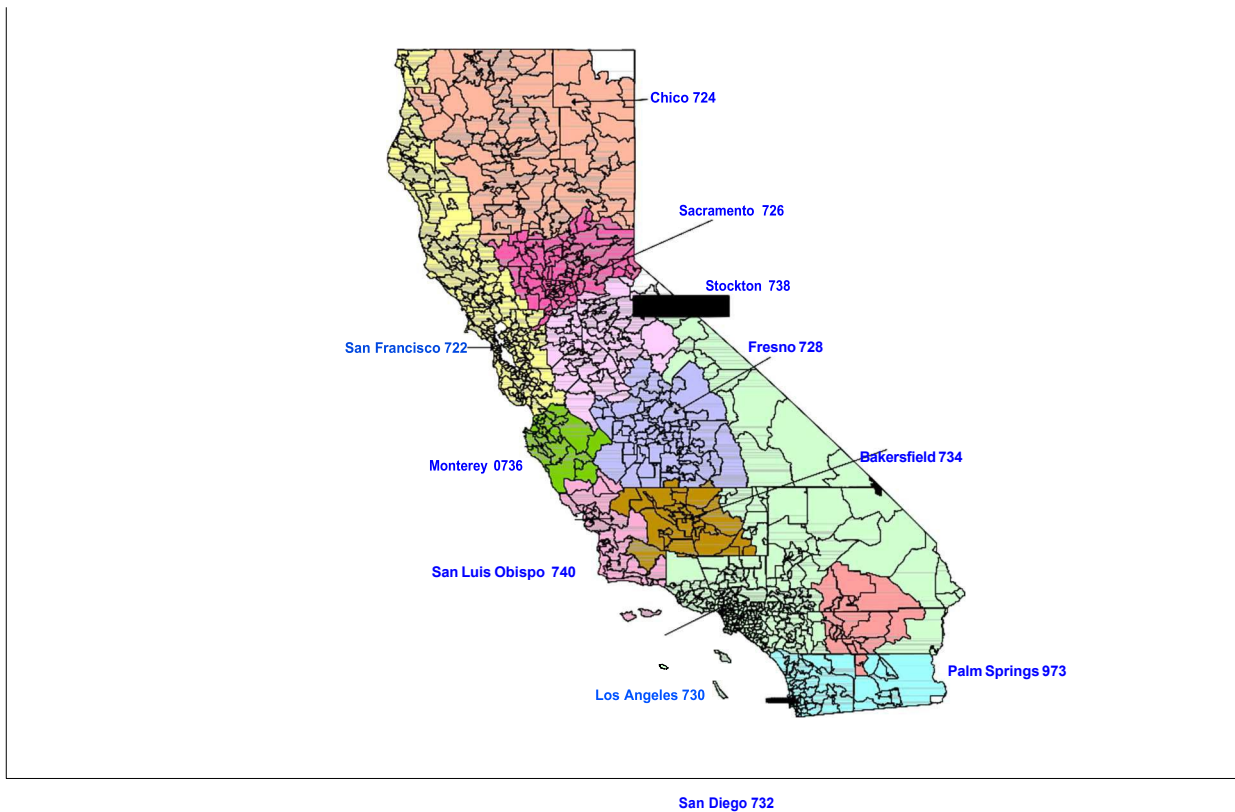 Chico 724
Sacramento 726
Stockton 738
San Francisco 722
Fresno 728
Bakersfield 734
Monterey 0736
San Luis Obispo 740
Palm Springs 973
Los Angeles 730
San Diego 732